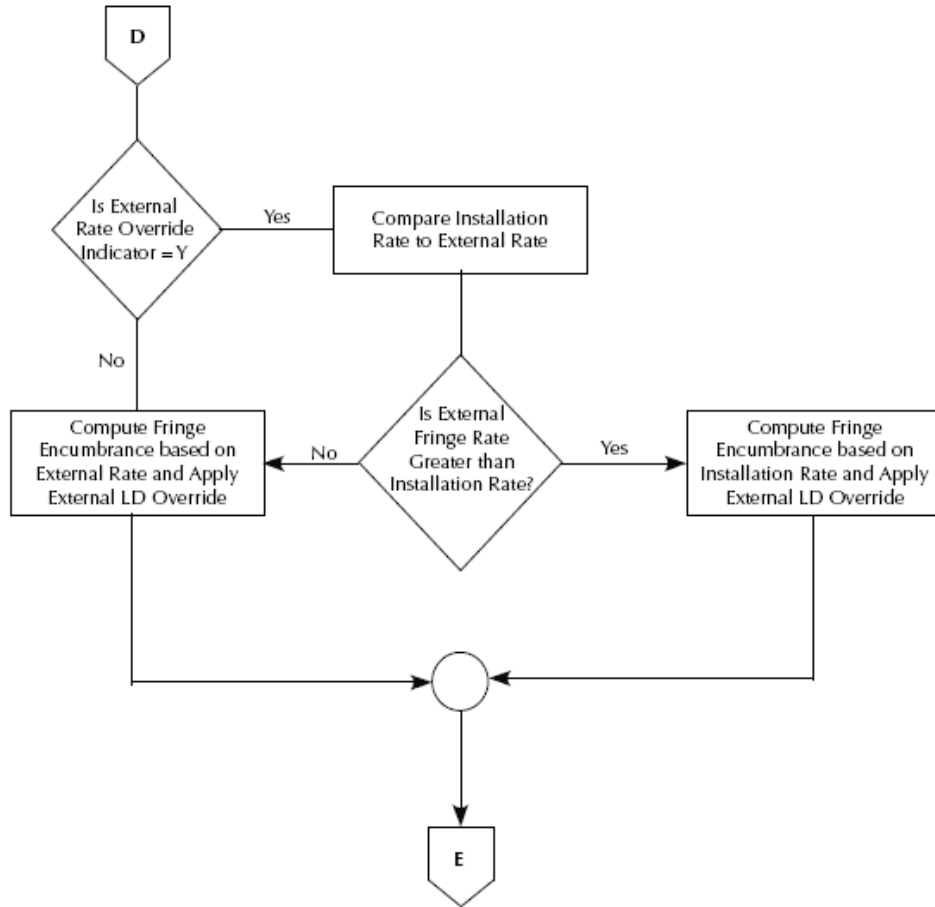 D
Is External
Rate Override
Indicator = Y
Yes
Compare Installation
Rate to External Rate
No
Compute Fringe
Encumbrance based on
External Rate and Apply
External LD Override
No
Is External
Fringe Rate
Greater than
Installation Rate?
Yes
Compute Fringe
Encumbrance based on
Installation Rate and Apply
External LD Override
E